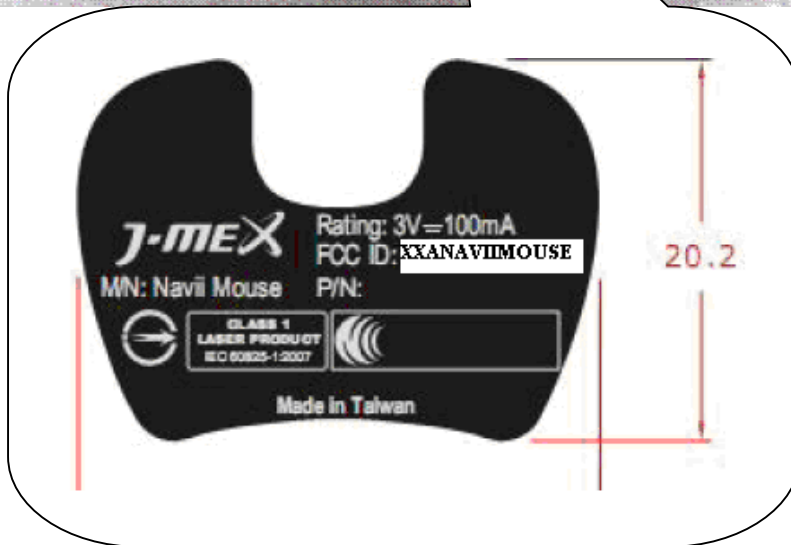 J-MEX
Rating: 3V⎓100mA
FCC ID: XXANAVIIMOUSE
M/N: Navii Mouse P/N:
CLASS 1
LASER PRODUCT
IEC 60825-1:2007
Made in Taiwan
20.2